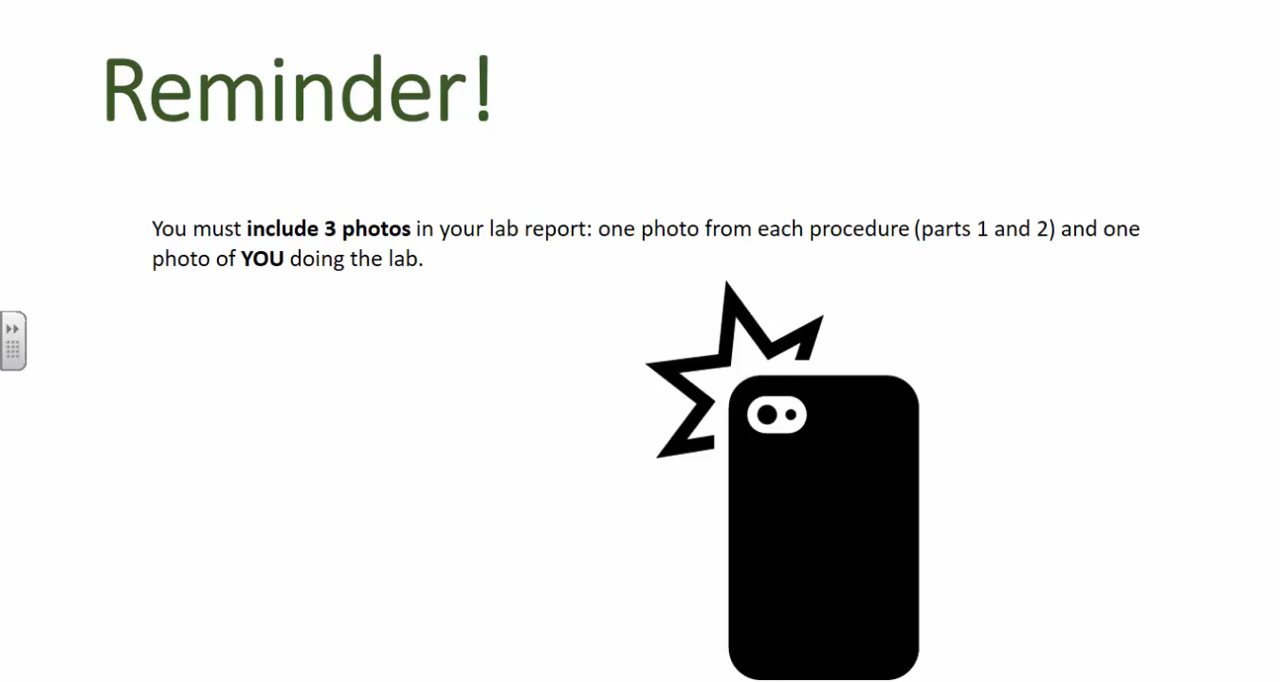 Reminder!
You must include 3 photos in your lab report: one photo from each procedure (parts 1 and 2) and one
photo of YOU doing the lab.